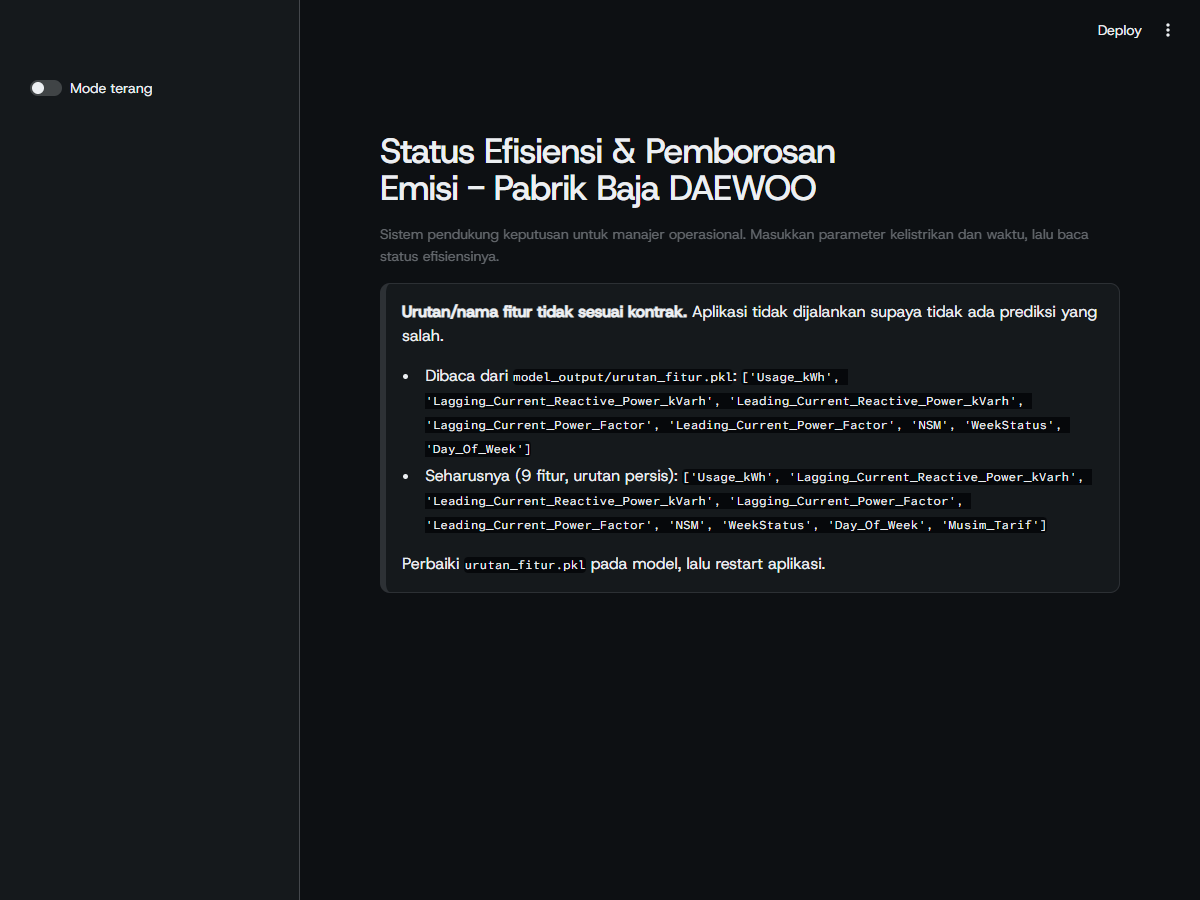 Deploy
Mode terang
Status Efisiensi & Pemborosan
Emisi – Pabrik Baja DAEWOO
Sistem pendukung keputusan untuk manajer operasional. Masukkan parameter kelistrikan dan waktu, lalu baca
status efisiensinya.
Urutan/nama fitur tidak sesuai kontrak. Aplikasi tidak dijalankan supaya tidak ada prediksi yang
salah.
• Dibaca dari model_output/urutan_fitur.pkl: ['Usage_kWh',
'Lagging_Current_Reactive_Power_kVarh', 'Leading_Current_Reactive_Power_kVarh',
'Lagging_Current_Power_Factor', 'Leading_Current_Power_Factor', 'NSM', 'WeekStatus',
'Day_Of_Week']
• Seharusnya (9 fitur, urutan persis): ['Usage_kWh', 'Lagging_Current_Reactive_Power_kVarh',
'Leading_Current_Reactive_Power_kVarh', 'Lagging_Current_Power_Factor',
'Leading_Current_Power_Factor', 'NSM', 'WeekStatus', 'Day_Of_Week', 'Musim_Tarif']
Perbaiki urutan_fitur.pkl pada model, lalu restart aplikasi.